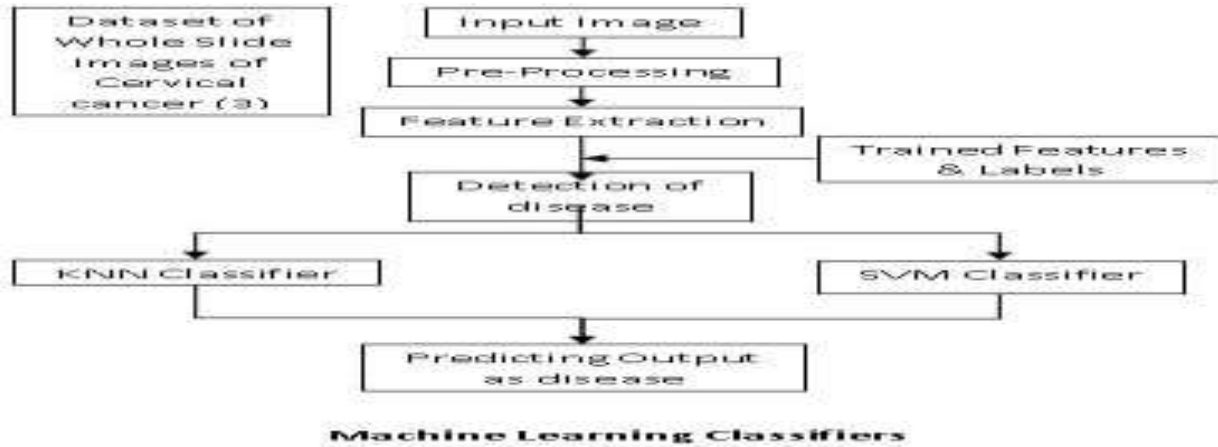 Dataset of
Whole Slide
Images of
Cervical
cancer (3)
Input Image
Pre-Processing
Feature Extraction
Trained Features
& Labels
Detection of
disease
KNN Classifier
SVM Classifier
Predicting Output
as disease
Machine Learning Classifiers